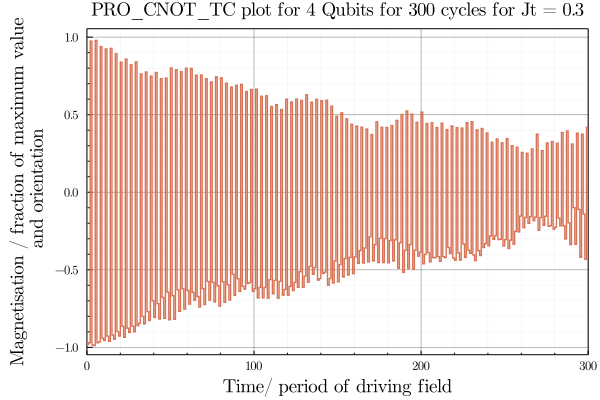 PRO_CNOT_TC plot for 4 Qubits for 300 cycles for Jt = 0.3
Magnetisation / fraction of maximum value
and orientation
1.0
0.5
0.0
−0.5
−1.0
0
100
200
300
Time/ period of driving field